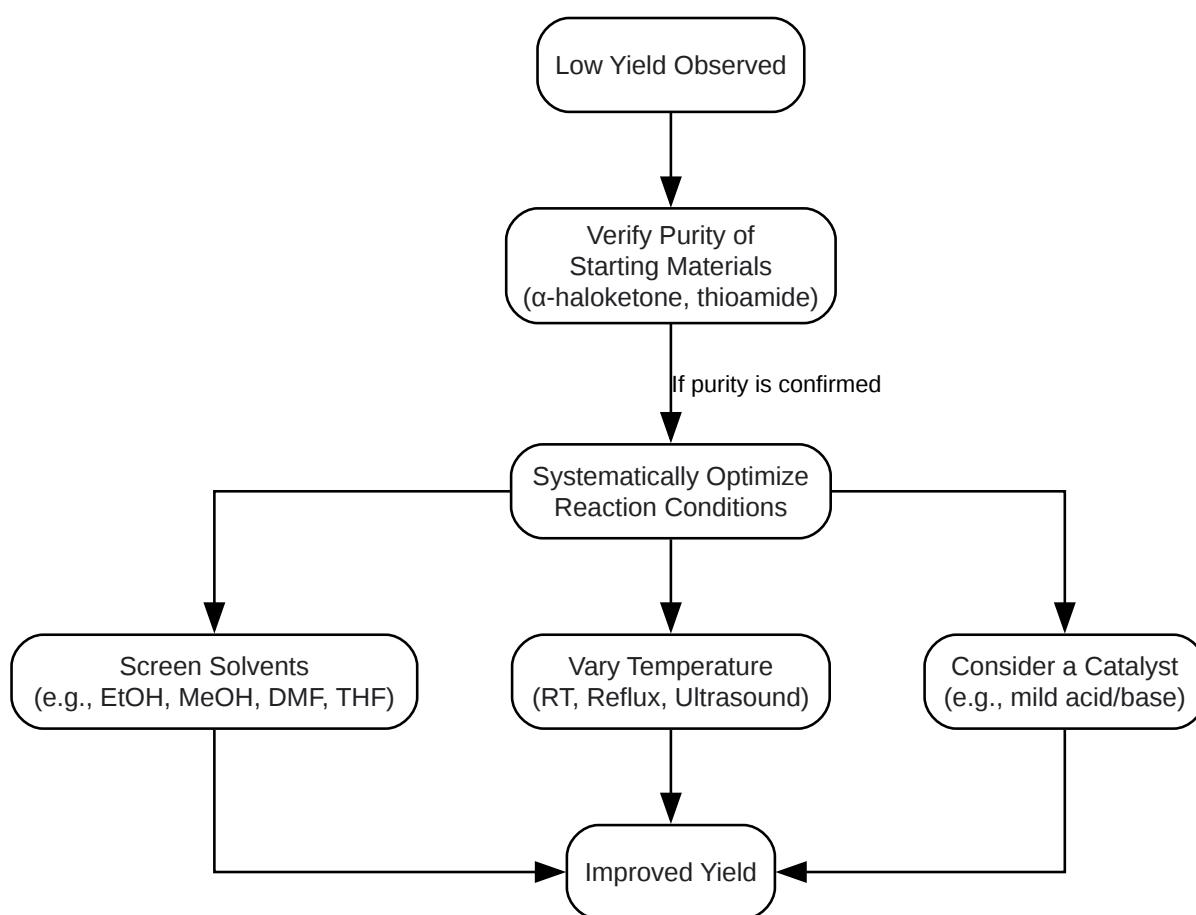 Low Yield Observed
Verify Purity of
Starting Materials
(α-haloketone, thioamide)
If purity is confirmed
Systematically Optimize
Reaction Conditions
Screen Solvents
(e.g., EtOH, MeOH, DMF, THF)
Vary Temperature
(RT, Reflux, Ultrasound)
Consider a Catalyst
(e.g., mild acid/base)
Improved Yield